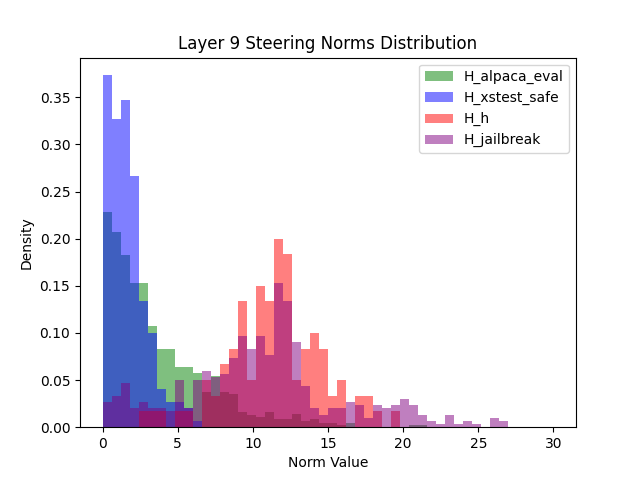 Layer 9 Steering Norms Distribution
H_alpaca_eval
H_xstest_safe
H_h
H_jailbreak
0.35
0.30
0.25
0.20
0.15
0.10
0.05
0.00
Density
0 5 10 15 20 25 30
Norm Value